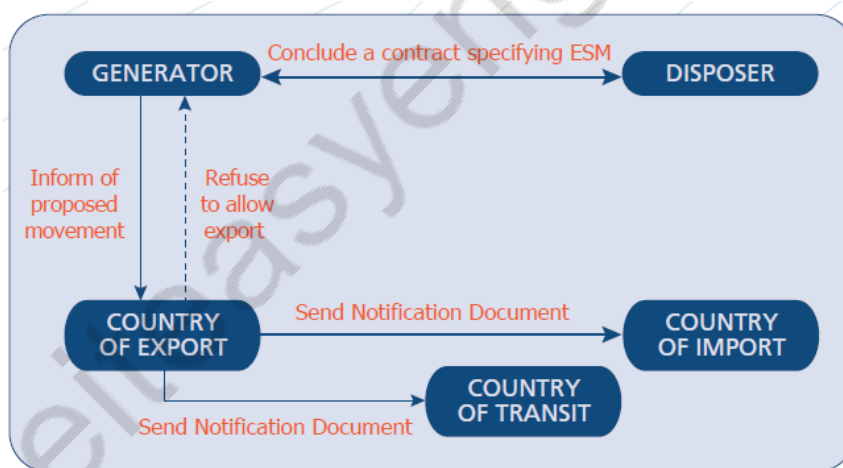 Conclude a contract specifying ESM
GENERATOR
DISPOSER
Inform of
proposed
movement
Refuse
to allow
export
COUNTRY
OF EXPORT
Send Notification Document
COUNTRY
OF IMPORT
COUNTRY
OF TRANSIT
Send Notification Document